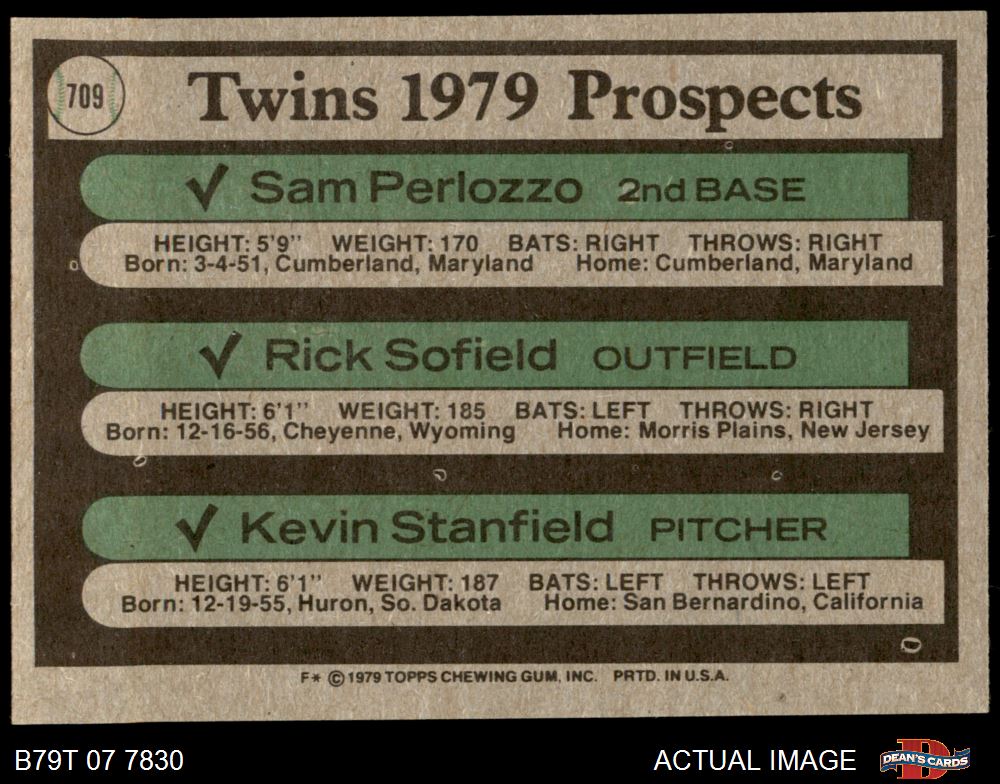 709
Twins 1979 Prospects
✓ Sam Perlozzo 2nd BASE
HEIGHT: 5'9" WEIGHT: 170 BATS: RIGHT THROWS: RIGHT
Born: 3-4-51, Cumberland, Maryland Home: Cumberland, Maryland
✓ Rick Sofield OUTFIELD
HEIGHT: 6'1" WEIGHT: 185 BATS: LEFT THROWS: RIGHT
Born: 12-16-56, Cheyenne, Wyoming Home: Morris Plains, New Jersey
✓ Kevin Stanfield PITCHER
HEIGHT: 6'1" WEIGHT: 187 BATS: LEFT THROWS: LEFT
Born: 12-19-55, Huron, So. Dakota Home: San Bernardino, California
F* © 1979 TOPPS CHEWING GUM, INC. PRTD. IN U.S.A.
B79T 07 7830 ACTUAL IMAGE D DEAN'S CARDS